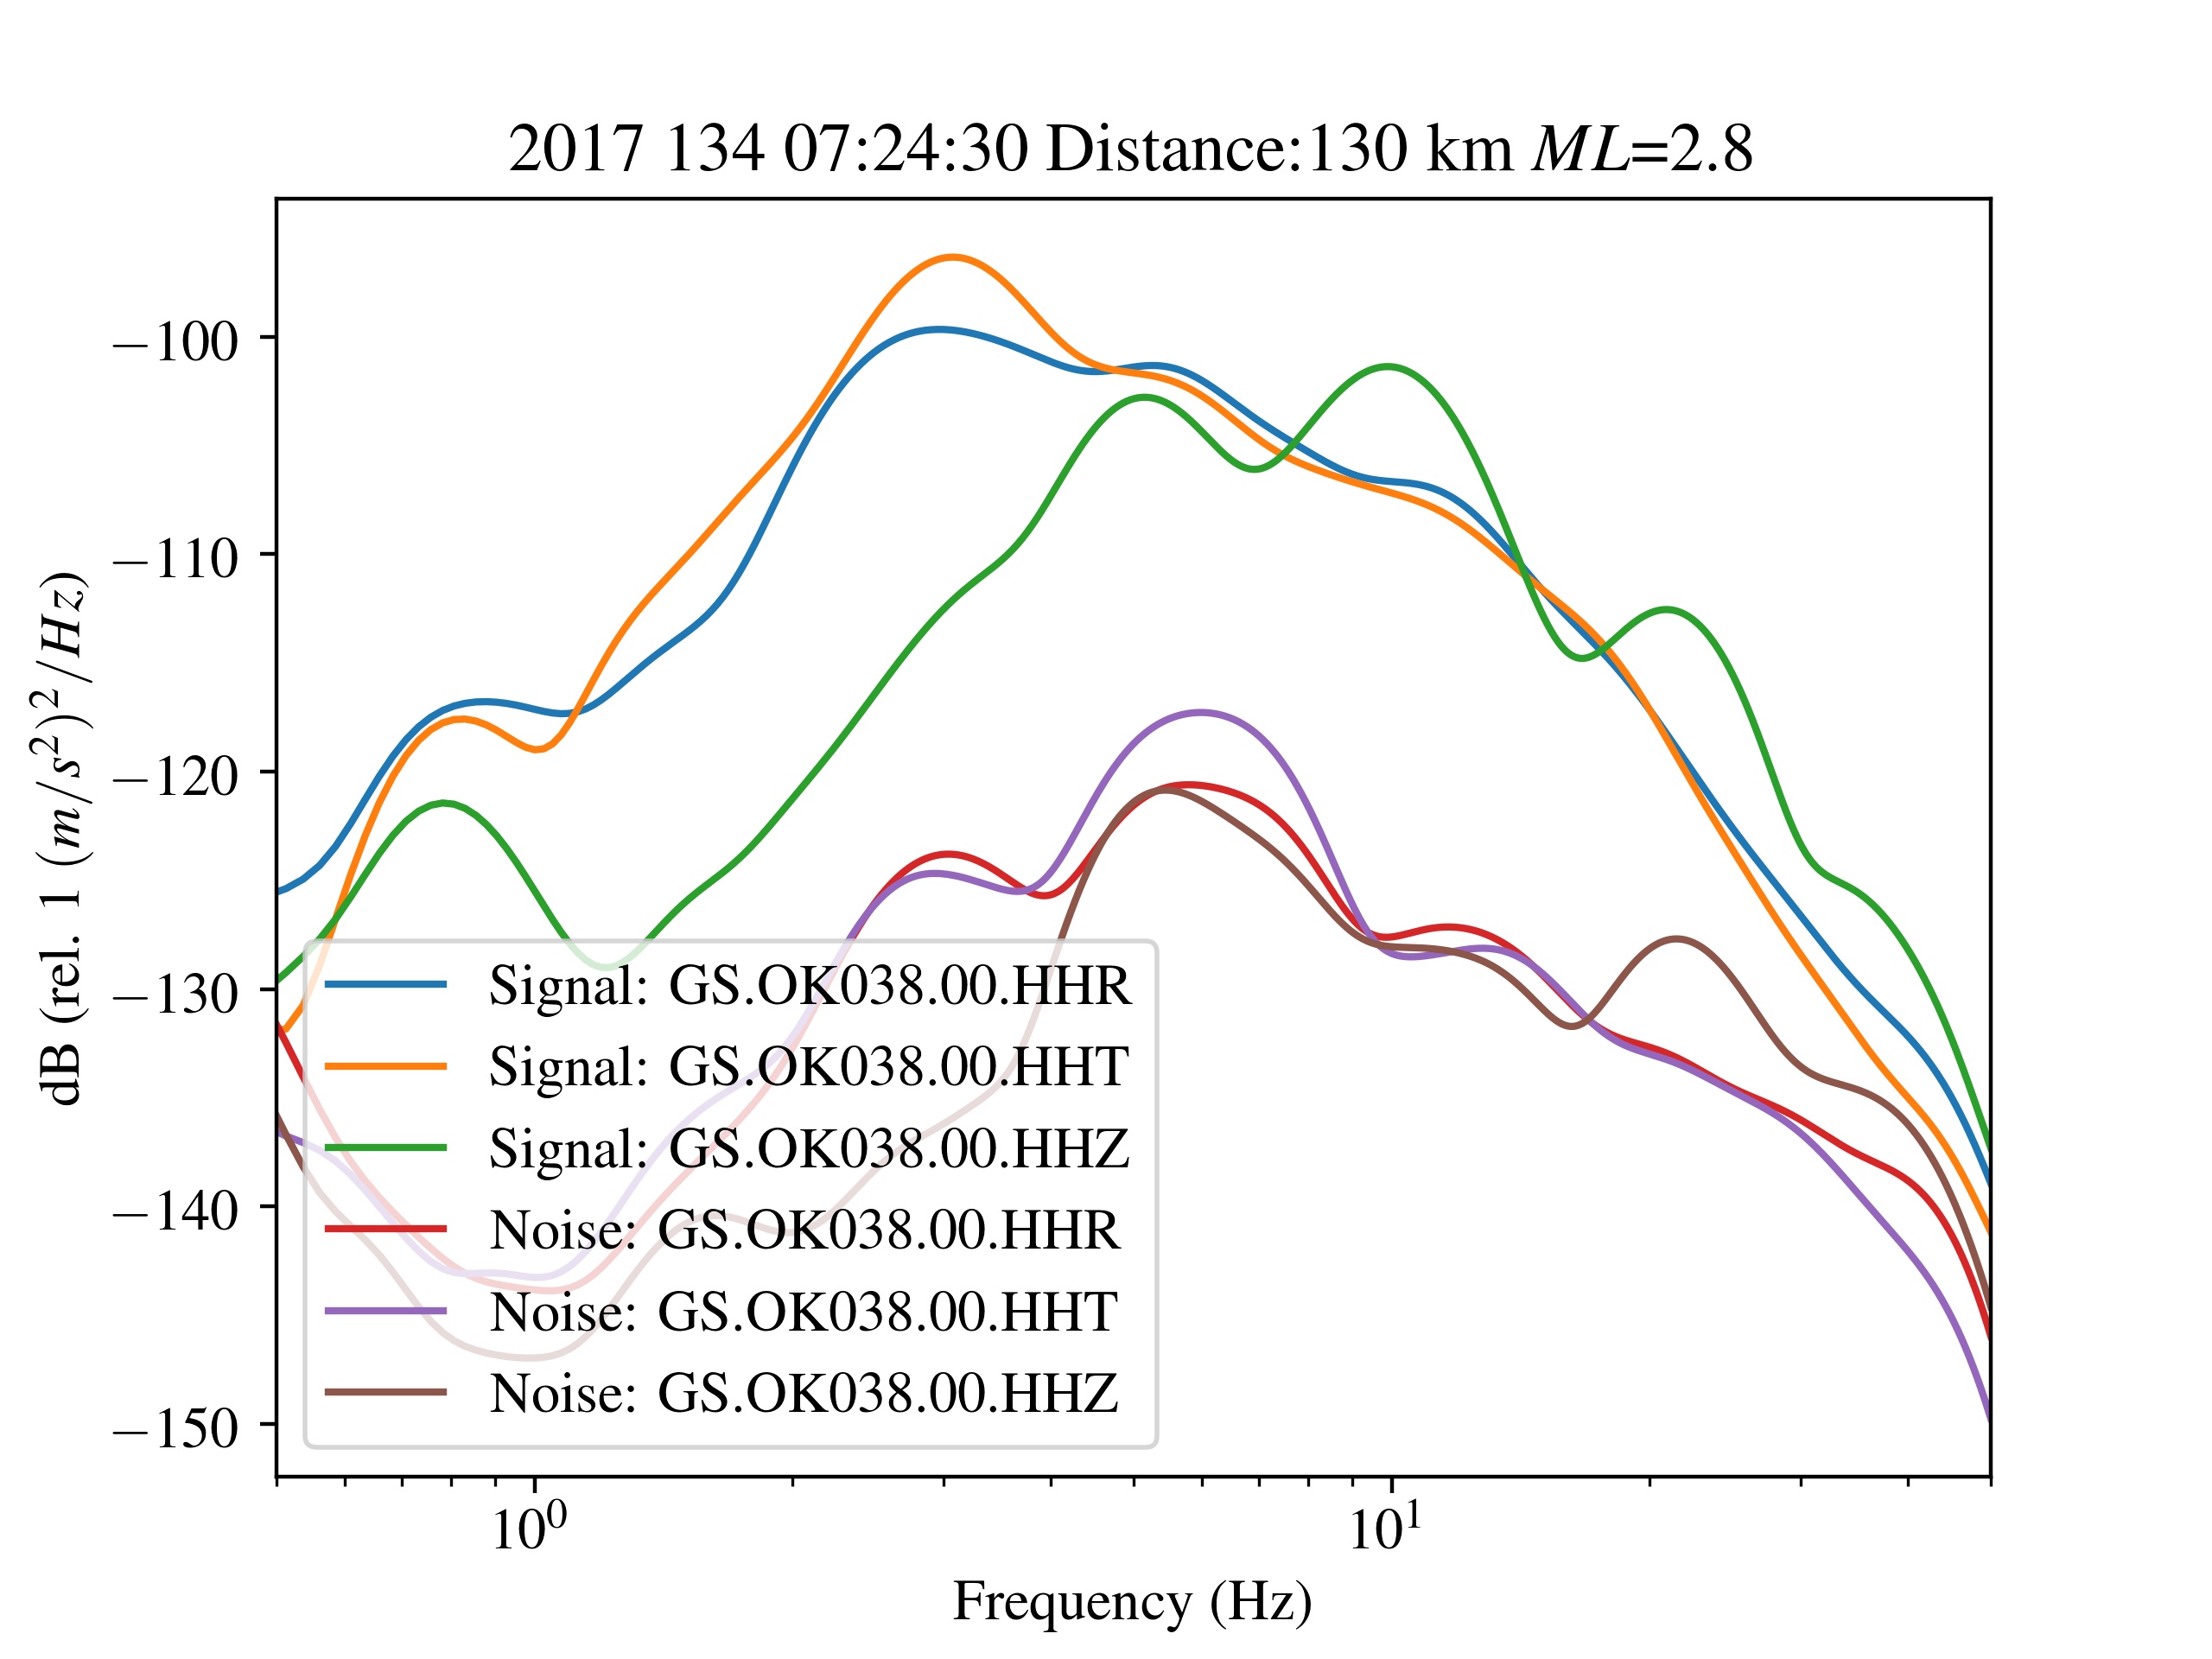 2017 134 07:24:30 Distance:130 km ML=2.8
dB (rel. 1 (m/s²)²/Hz)
−100
−110
−120
−130
−140
−150
Signal: GS.OK038.00.HHR
Signal: GS.OK038.00.HHT
Signal: GS.OK038.00.HHZ
Noise: GS.OK038.00.HHR
Noise: GS.OK038.00.HHT
Noise: GS.OK038.00.HHZ
10⁰ 10¹
Frequency (Hz)